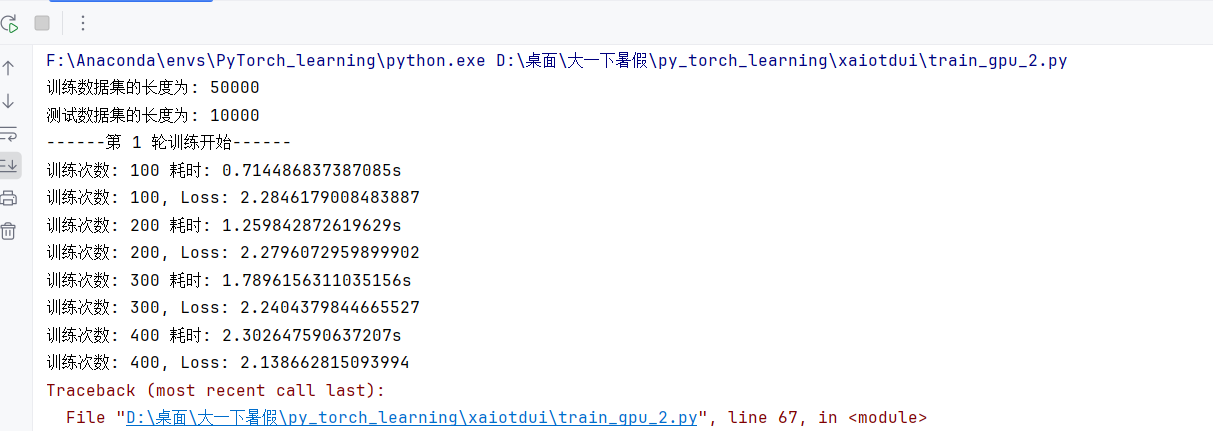 F:\Anaconda\envs\PyTorch_learning\python.exe D:\桌面\大一下暑假\py_torch_learning\xaiotdui\train_gpu_2.py
训练数据集的长度为: 50000
测试数据集的长度为: 10000
------第 1 轮训练开始------
训练次数: 100 耗时: 0.714486837387085s
训练次数: 100, Loss: 2.2846179008483887
训练次数: 200 耗时: 1.259842872619629s
训练次数: 200, Loss: 2.2796072959899902
训练次数: 300 耗时: 1.7896156311035156s
训练次数: 300, Loss: 2.2404379844665527
训练次数: 400 耗时: 2.302647590637207s
训练次数: 400, Loss: 2.138662815093994
Traceback (most recent call last):
  File "D:\桌面\大一下暑假\py_torch_learning\xaiotdui\train_gpu_2.py", line 67, in <module>